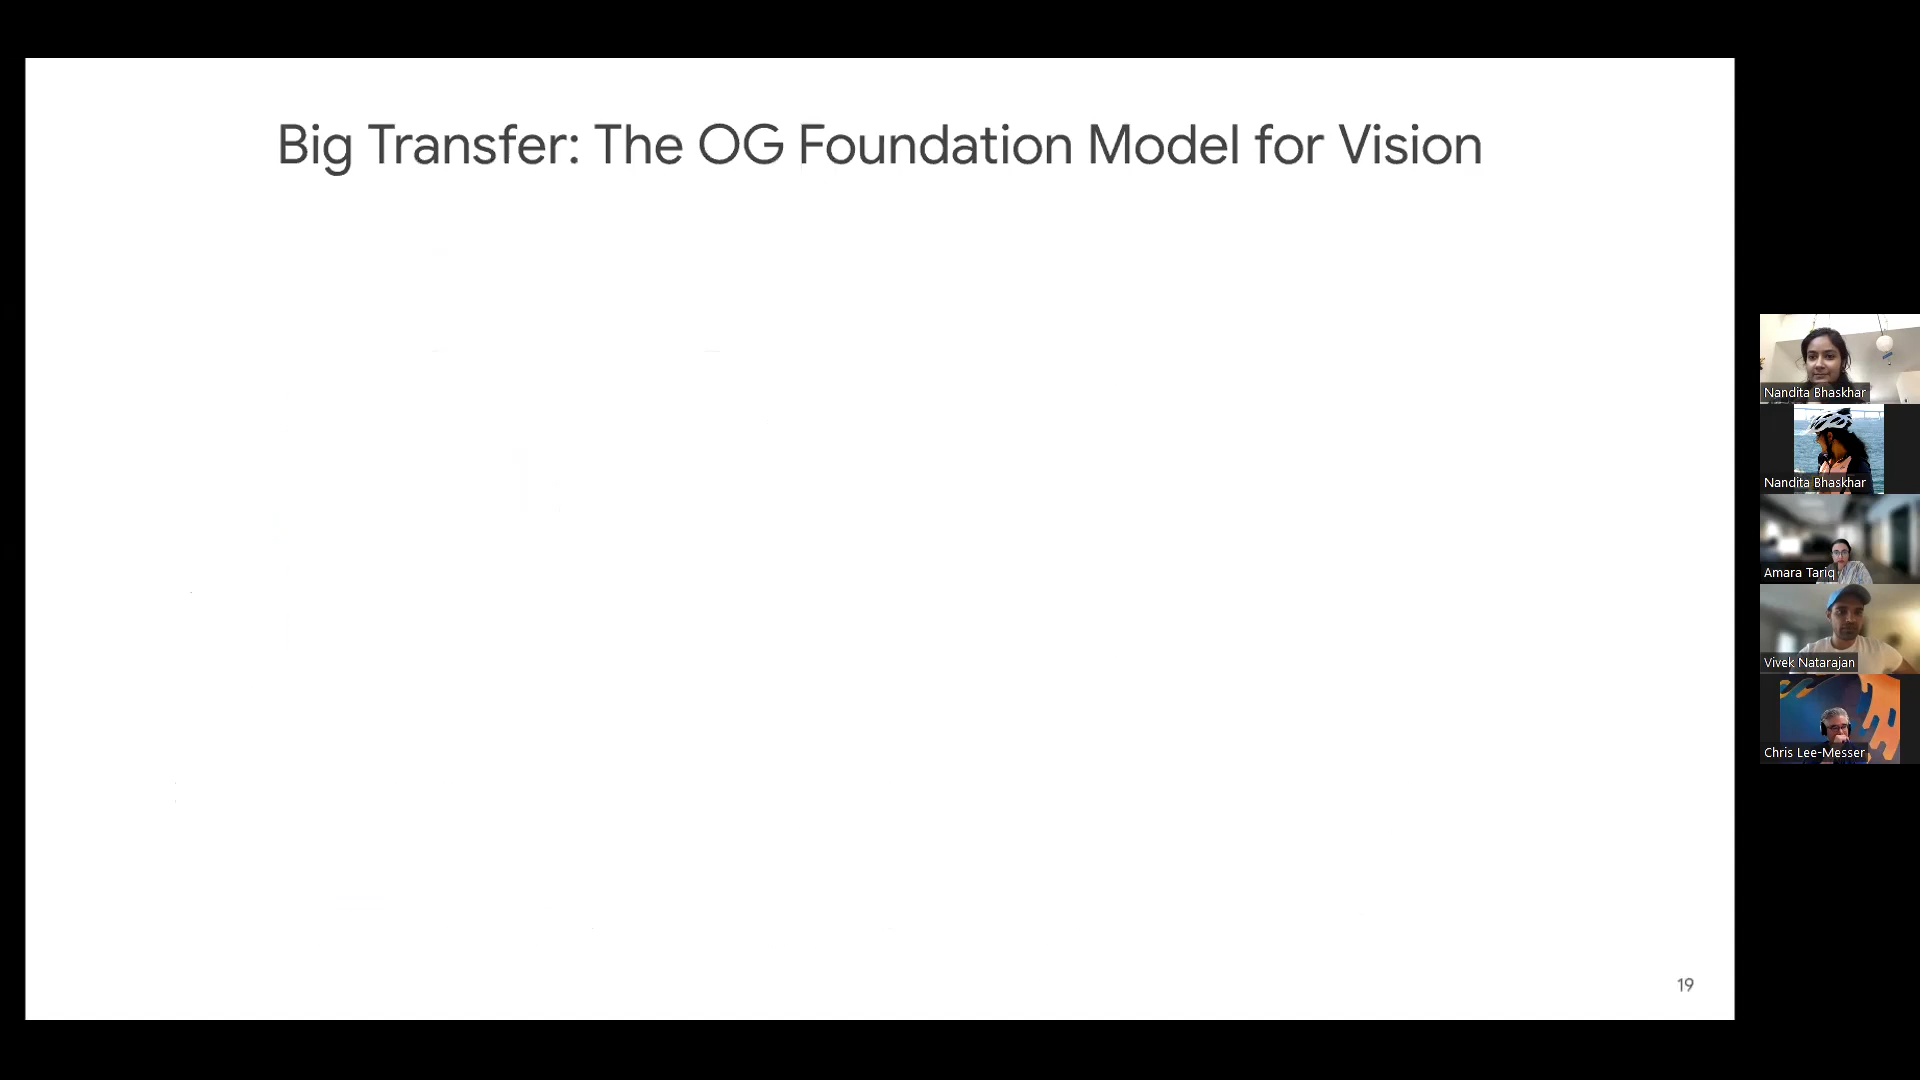 Big Transfer: The OG Foundation Model for Vision
Nandita Bhaskhar
Nandita Bhaskhar
Amara Tariq
Vivek Natarajan
Chris Lee-Messer
19